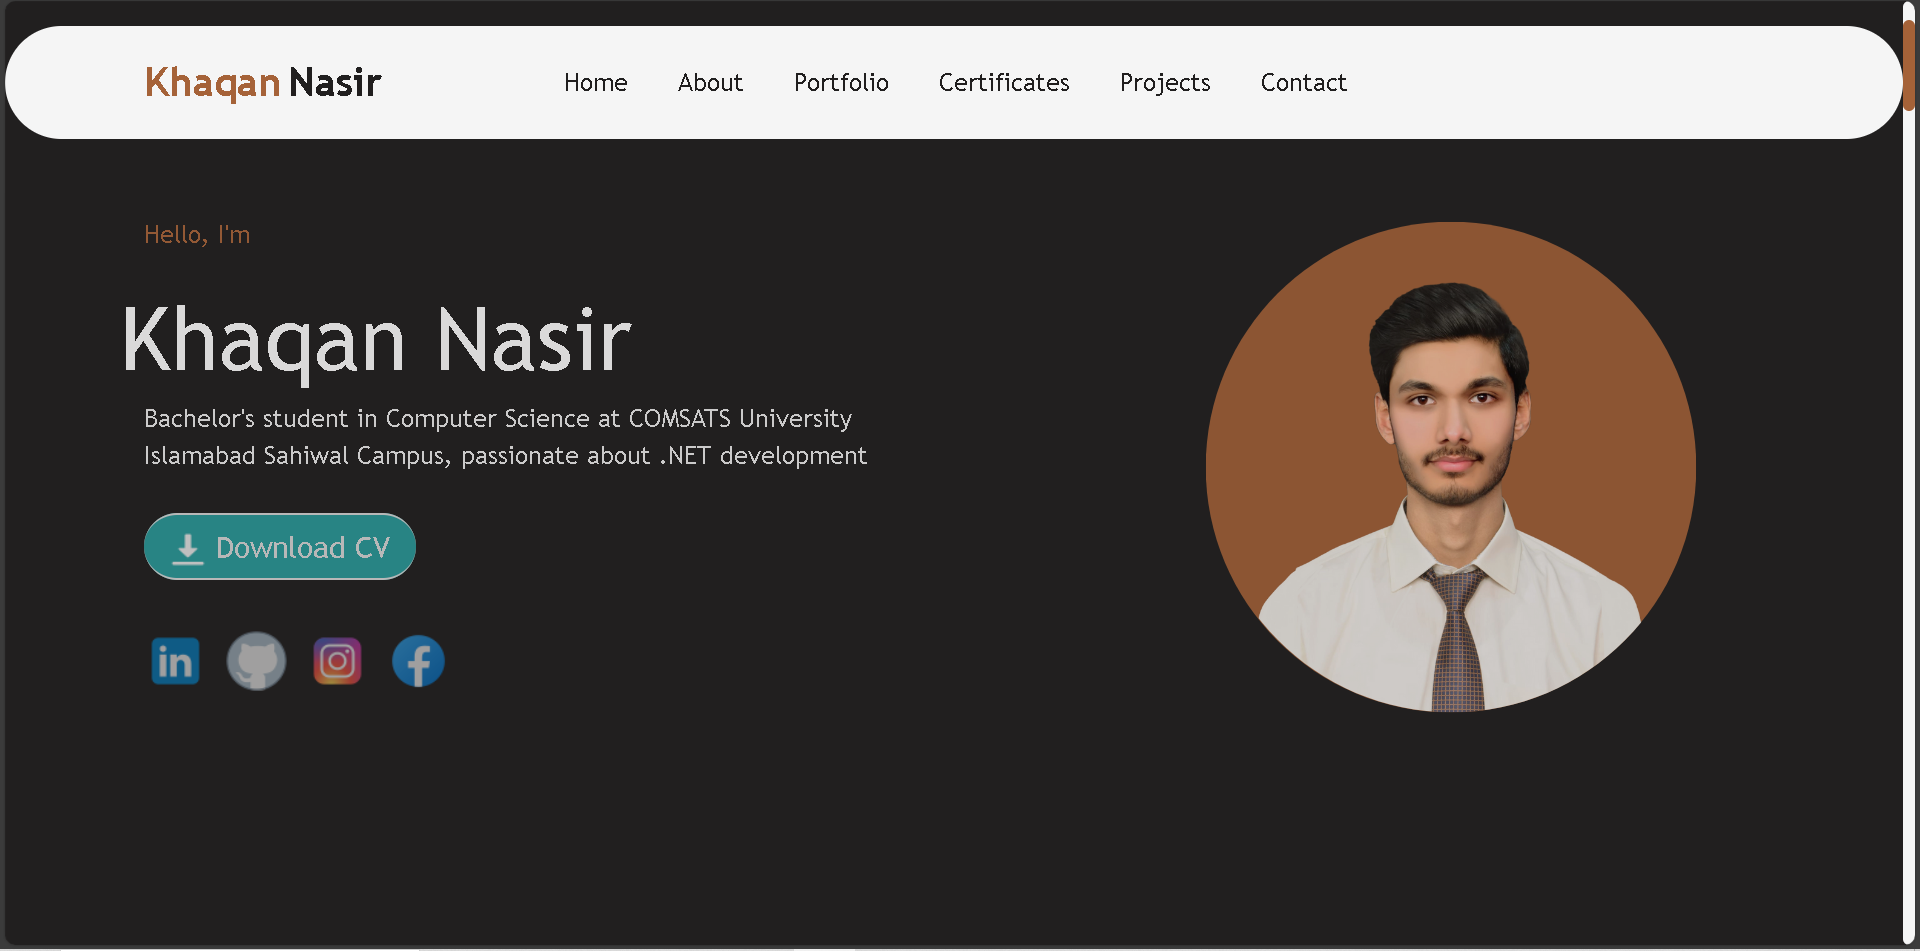 Khaqan Nasir
Home About Portfolio Certificates Projects Contact
Hello, I'm
Khaqan Nasir
Bachelor's student in Computer Science at COMSATS University
Islamabad Sahiwal Campus, passionate about .NET development
Download CV
in
f